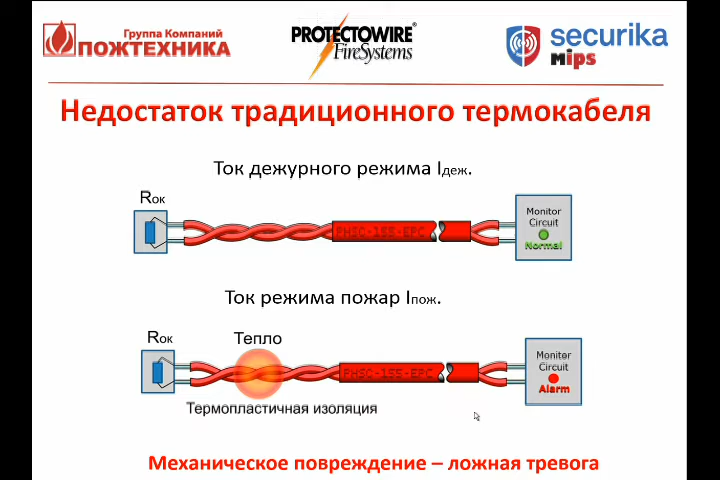 Группа Компаний
ПОЖТЕХНИКА
PROTECTOWIRE®
FireSystems
securika
mips
Недостаток традиционного термокабеля
Ток дежурного режима Iдеж.
Rок
PHSC-155-EPC
Monitor
Circuit
Normal
Ток режима пожар Iпож.
Rок
Тепло
PHSC-155-EPC
Monitor
Circuit
Alarm
Термопластичная изоляция
Механическое повреждение – ложная тревога